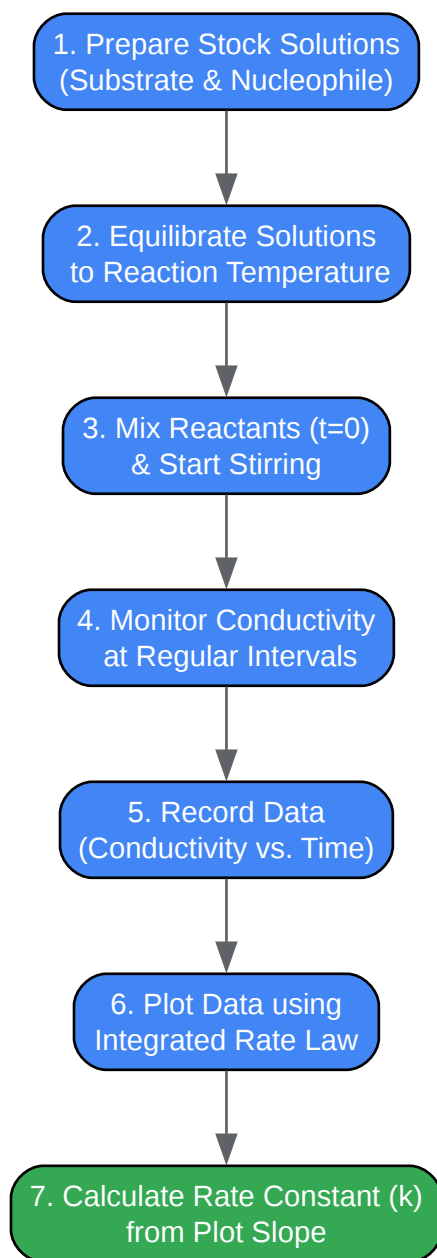 1. Prepare Stock Solutions
(Substrate & Nucleophile)
2. Equilibrate Solutions
to Reaction Temperature
3. Mix Reactants (t=0)
& Start Stirring
4. Monitor Conductivity
at Regular Intervals
5. Record Data
(Conductivity vs. Time)
6. Plot Data using
Integrated Rate Law
7. Calculate Rate Constant (k)
from Plot Slope